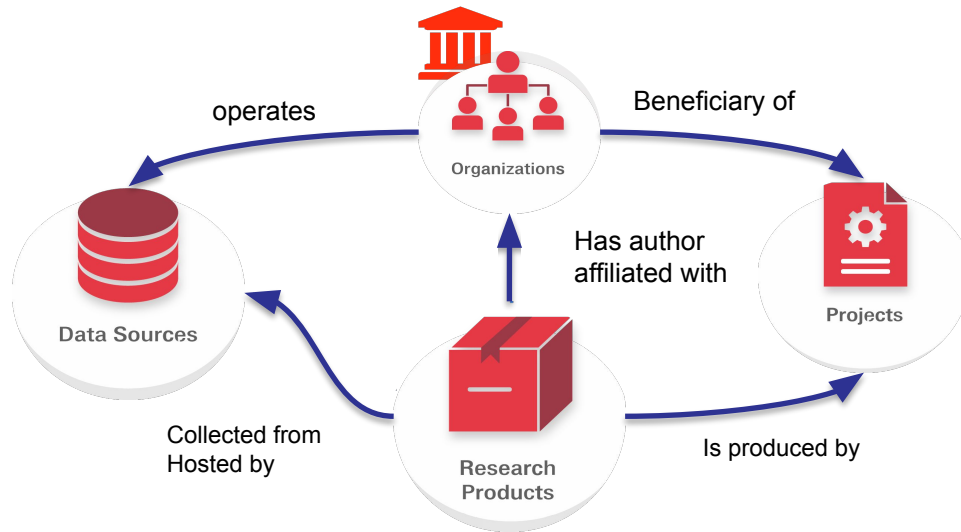 operates
Beneficiary of
Organizations
Has author
affiliated with
Data Sources
Projects
Collected from
Hosted by
Is produced by
Research
Products